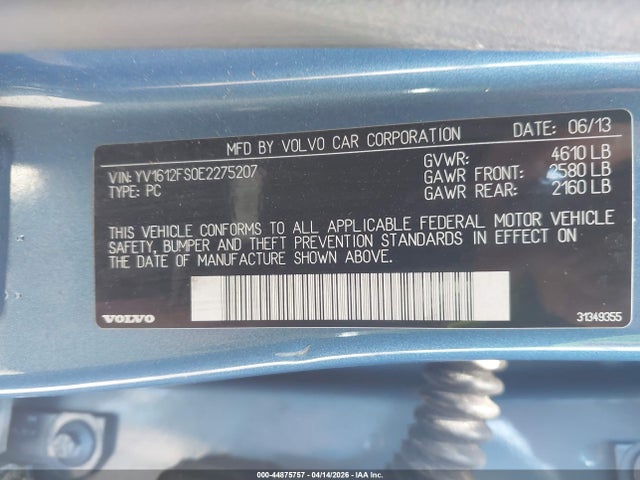 MFD BY VOLVO CAR CORPORATION DATE: 06/13
VIN: YV1612FS0E2275207 GVWR: 4610 LB
TYPE: PC GAWR FRONT: 2580 LB
GAWR REAR: 2160 LB
THIS VEHICLE CONFORMS TO ALL APPLICABLE FEDERAL MOTOR VEHICLE
SAFETY, BUMPER AND THEFT PREVENTION STANDARDS IN EFFECT ON
THE DATE OF MANUFACTURE SHOWN ABOVE.
VOLVO 31349355
000-44875757 - 04/14/2026 - IAA Inc.